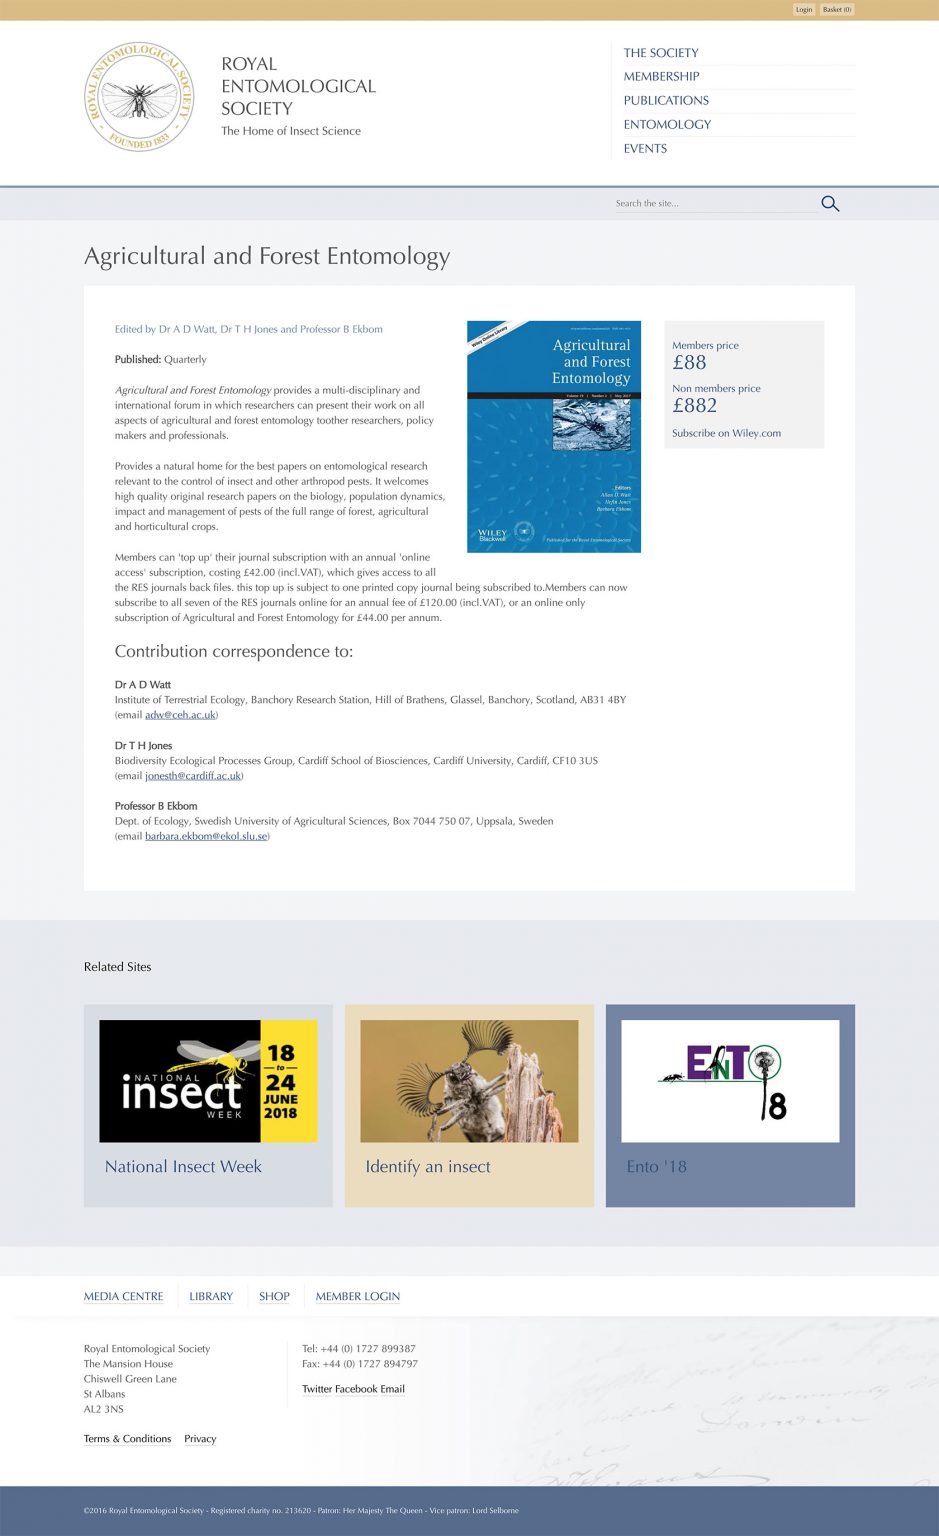 Login
Basket (0)
ROYAL ENTOMOLOGICAL SOCIETY
- FOUNDED 1833 -
ROYAL
ENTOMOLOGICAL
SOCIETY
The Home of Insect Science
THE SOCIETY
MEMBERSHIP
PUBLICATIONS
ENTOMOLOGY
EVENTS
Search the site...
Agricultural and Forest Entomology
Edited by Dr A D Watt, Dr T H Jones and Professor B Ekbom
Published: Quarterly
Agricultural and Forest Entomology provides a multi-disciplinary and
international forum in which researchers can present their work on all
aspects of agricultural and forest entomology toother researchers, policy
makers and professionals.
Provides a natural home for the best papers on entomological research
relevant to the control of insect and other arthropod pests. It welcomes
high quality original research papers on the biology, population dynamics,
impact and management of pests of the full range of forest, agricultural
and horticultural crops.
Members can 'top up' their journal subscription with an annual 'online
access' subscription, costing £42.00 (incl.VAT), which gives access to all
the RES journals back files. this top up is subject to one printed copy journal being subscribed to.Members can now
subscribe to all seven of the RES journals online for an annual fee of £120.00 (incl.VAT), or an online only
subscription of Agricultural and Forest Entomology for £44.00 per annum.
Wiley Online Library
Agricultural
and Forest
Entomology
Volume 19 | Number 2 | May 2017
Editors
Allan D. Watt
Hefin Jones
Barbara Ekbom
WILEY
Blackwell
Published for the Royal Entomological Society
Members price
£88
Non members price
£882
Subscribe on Wiley.com
Contribution correspondence to:
Dr A D Watt
Institute of Terrestrial Ecology, Banchory Research Station, Hill of Brathens, Glassel, Banchory, Scotland, AB31 4BY
(email adw@ceh.ac.uk)
Dr T H Jones
Biodiversity Ecological Processes Group, Cardiff School of Biosciences, Cardiff University, Cardiff, CF10 3US
(email jonesth@cardiff.ac.uk)
Professor B Ekbom
Dept. of Ecology, Swedish University of Agricultural Sciences, Box 7044 750 07, Uppsala, Sweden
(email barbara.ekbom@ekol.slu.se)
Related Sites
NATIONAL
insect
WEEK
18
to
24
JUNE
2018
National Insect Week
Identify an insect
ENTO
18
Ento '18
MEDIA CENTRE
LIBRARY
SHOP
MEMBER LOGIN
Royal Entomological Society
The Mansion House
Chiswell Green Lane
St Albans
AL2 3NS
Tel: +44 (0) 1727 899387
Fax: +44 (0) 1727 894797
Twitter Facebook Email
Terms & Conditions
Privacy
©2016 Royal Entomological Society - Registered charity no. 213620 - Patron: Her Majesty The Queen - Vice patron: Lord Selborne